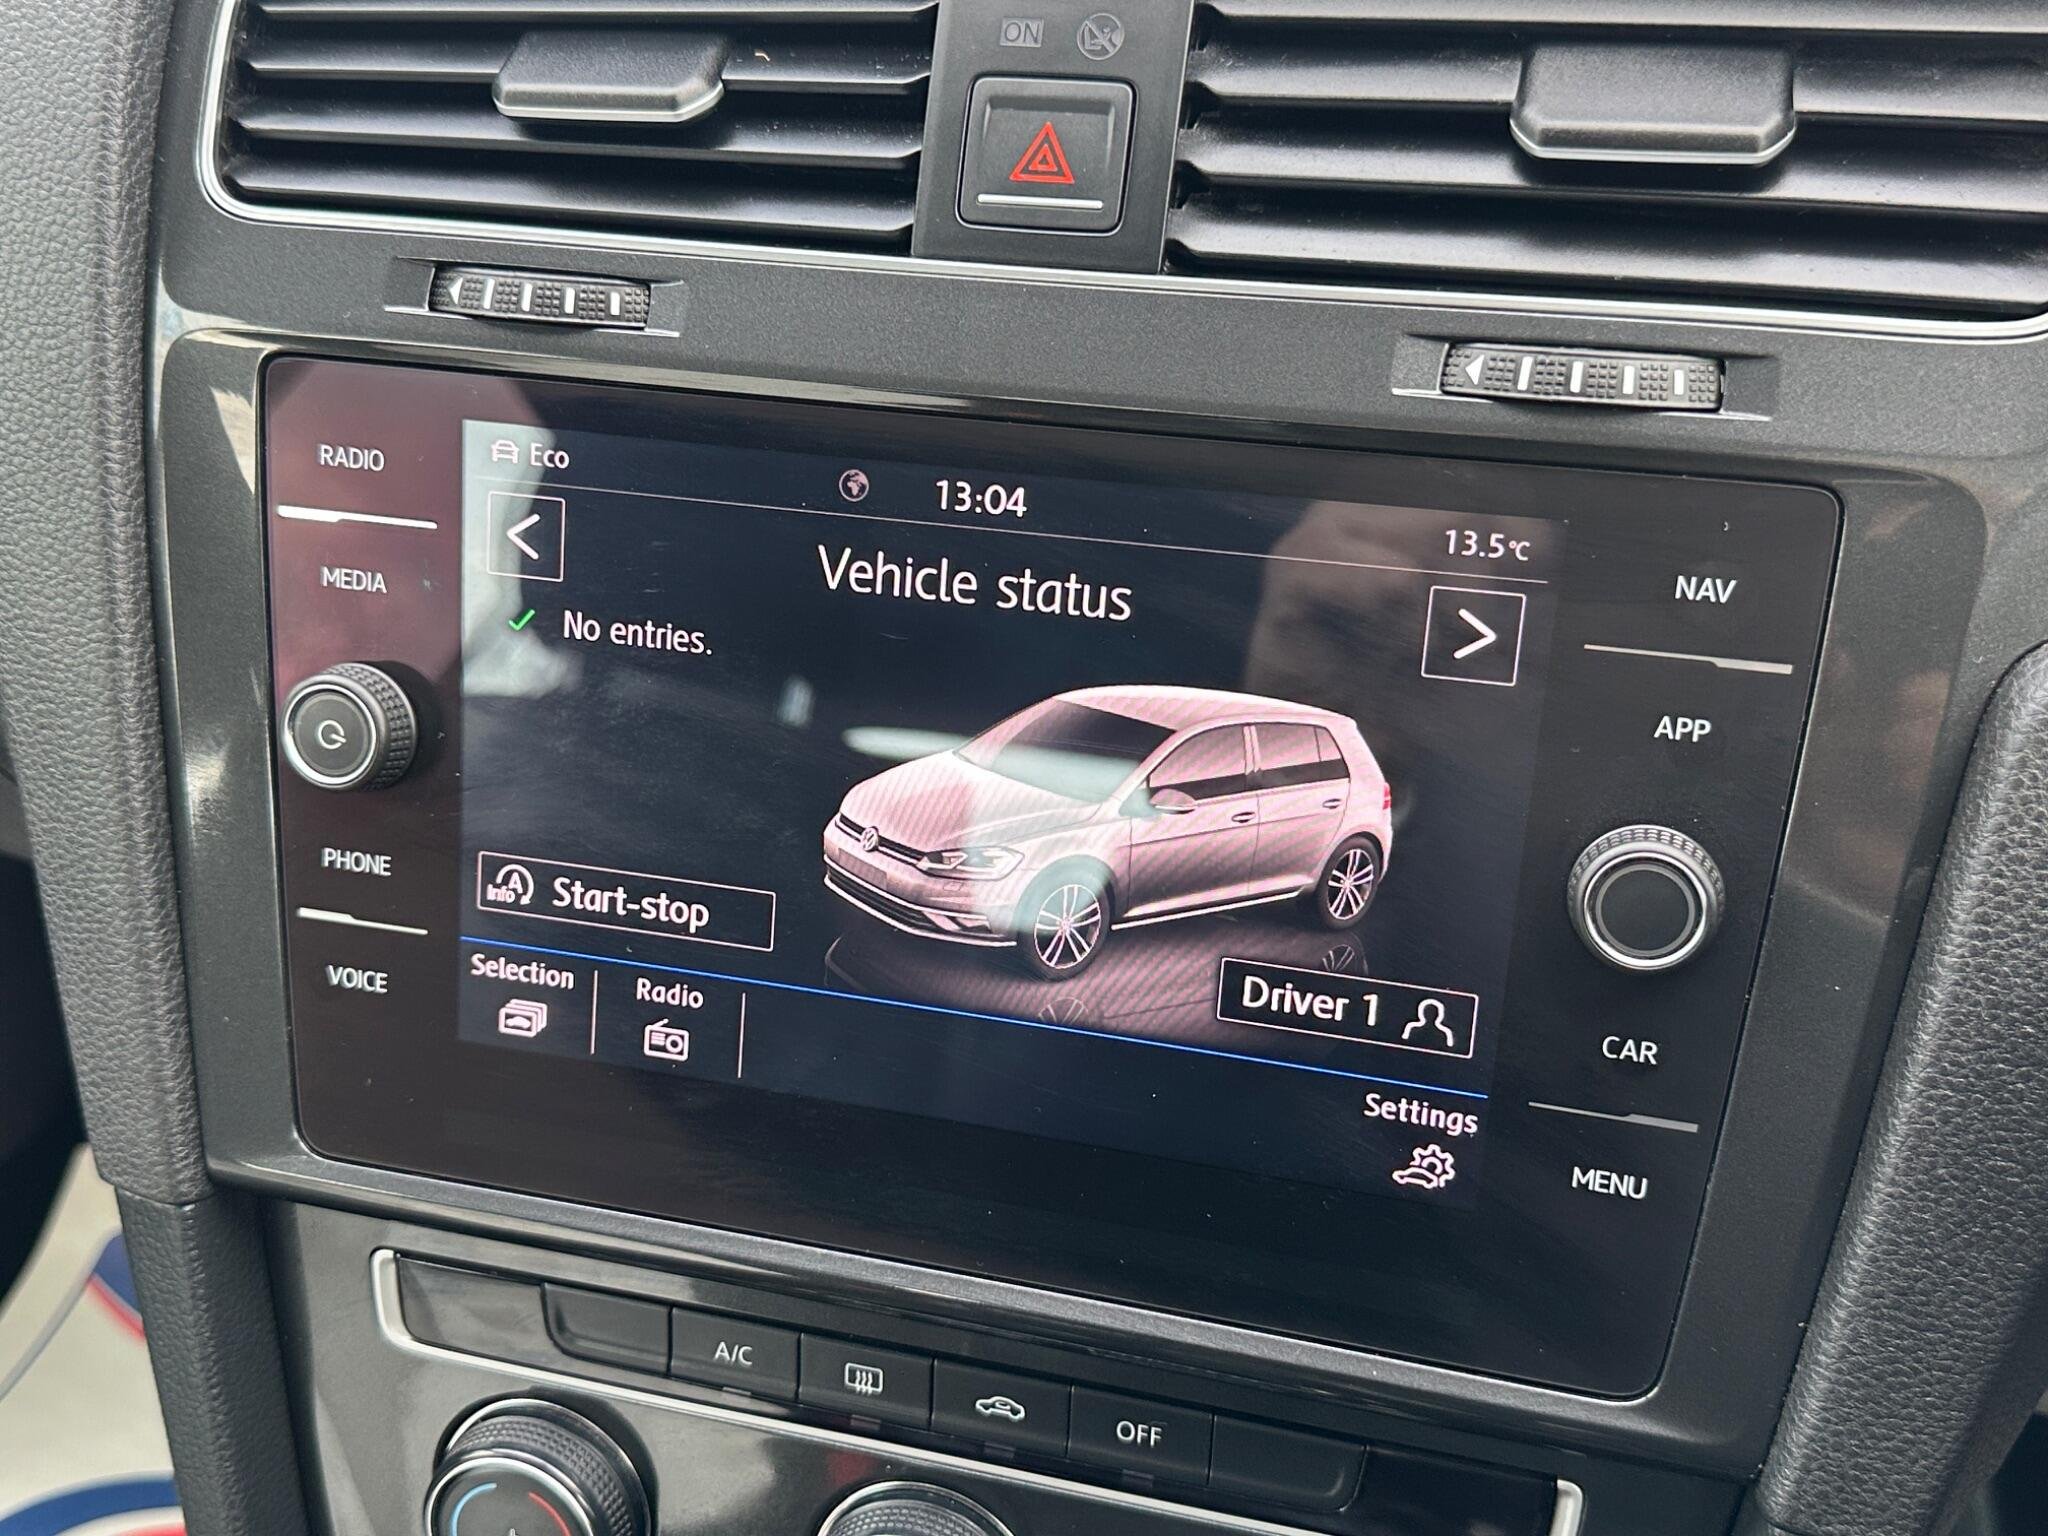 ON
RADIO
MEDIA
PHONE
VOICE
Eco
13:04
13.5°C
Vehicle status
No entries.
Info A
Start-stop
Driver 1
Selection
Radio
Settings
NAV
APP
CAR
MENU
A/C
OFF